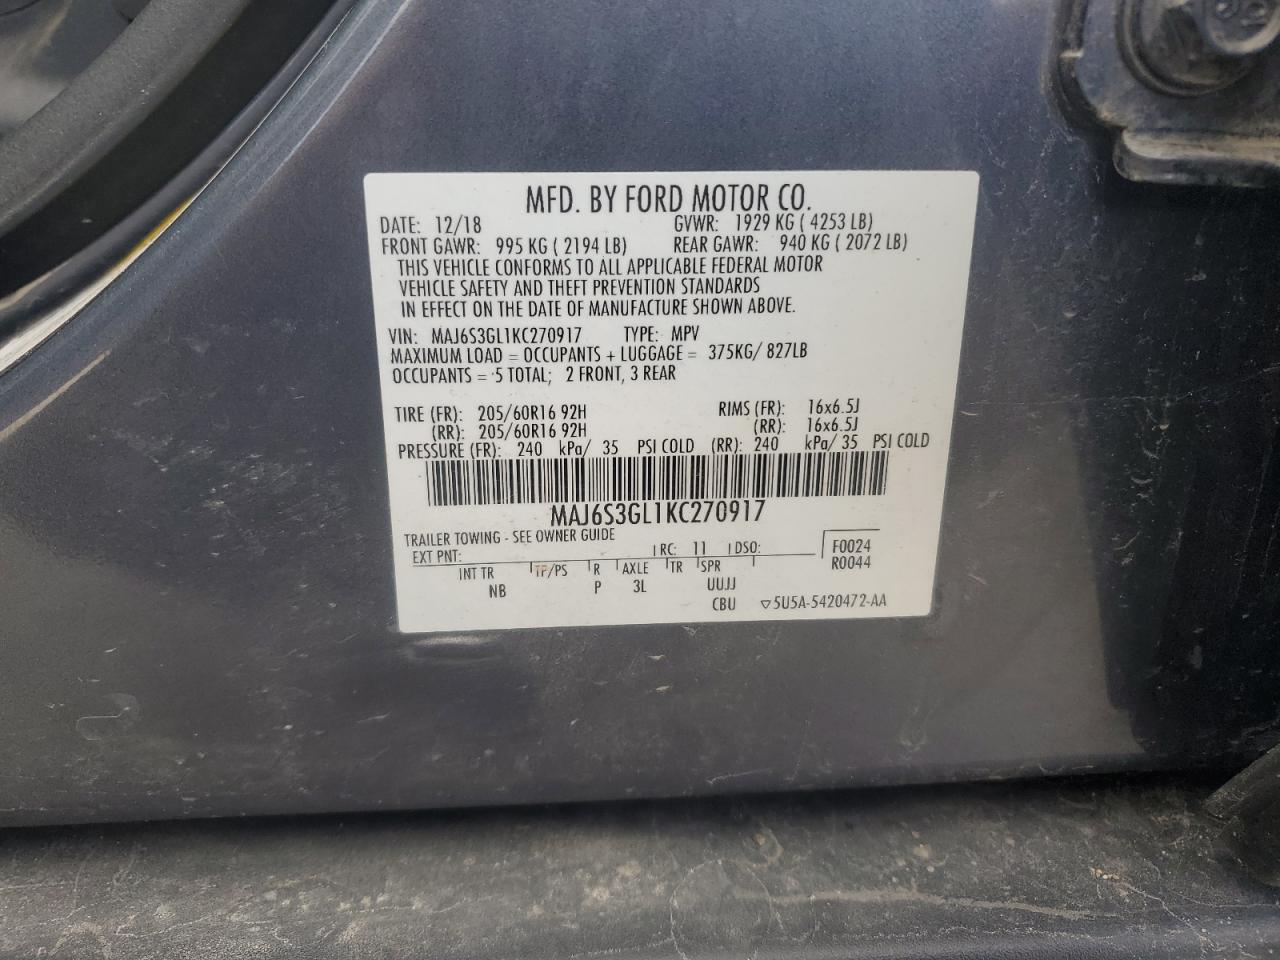 MFD. BY FORD MOTOR CO.
DATE: 12/18 GVWR: 1929 KG ( 4253 LB)
FRONT GAWR: 995 KG ( 2194 LB) REAR GAWR: 940 KG ( 2072 LB)
THIS VEHICLE CONFORMS TO ALL APPLICABLE FEDERAL MOTOR
VEHICLE SAFETY AND THEFT PREVENTION STANDARDS
IN EFFECT ON THE DATE OF MANUFACTURE SHOWN ABOVE.
VIN: MAJ6S3GL1KC270917 TYPE: MPV
MAXIMUM LOAD = OCCUPANTS + LUGGAGE = 375KG/ 827LB
OCCUPANTS = 5 TOTAL; 2 FRONT, 3 REAR
TIRE (FR): 205/60R16 92H RIMS (FR): 16x6.5J
(RR): 205/60R16 92H (RR): 16x6.5J
PRESSURE (FR): 240 kPa/ 35 PSI COLD (RR): 240 kPa/ 35 PSI COLD
MAJ6S3GL1KC270917
TRAILER TOWING - SEE OWNER GUIDE
EXT PNT: RC: 11 DSO: F0024
R0044
INT TR TP/PS R AXLE TR SPR
NB P 3L UUJJ
CBU ▽5U5A-5420472-AA